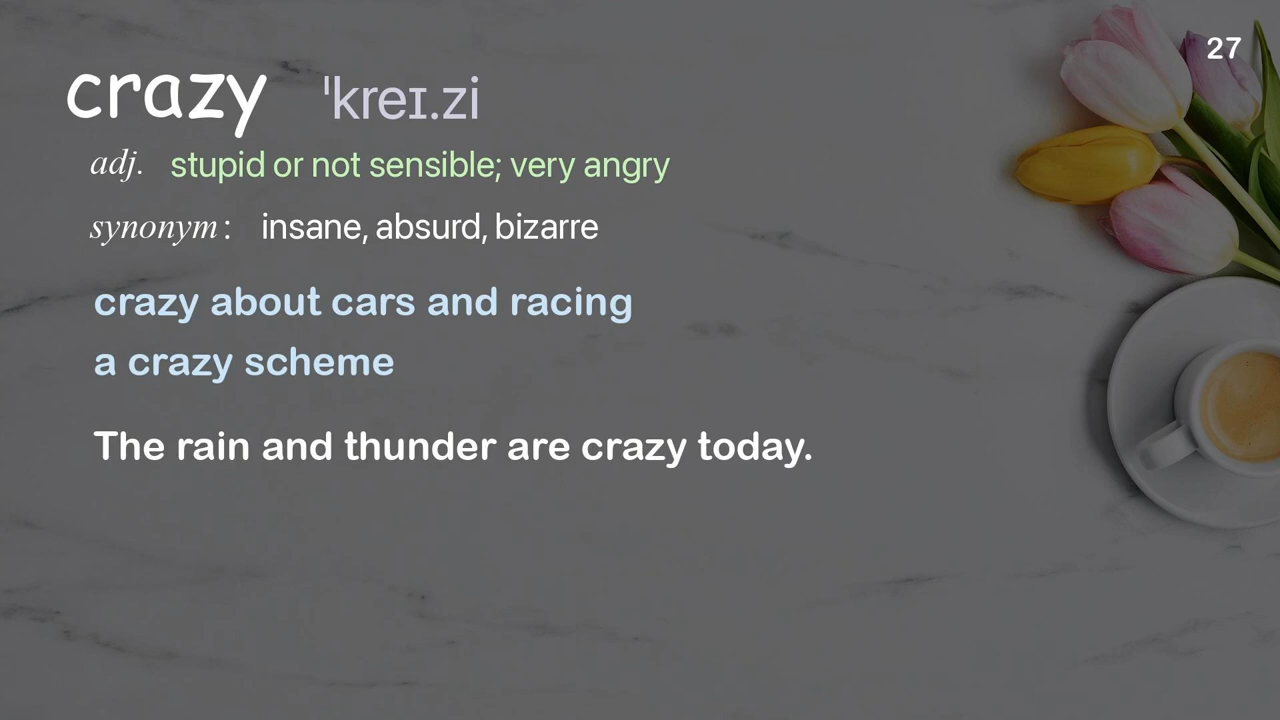 27
crazy ˈkreɪ.zi
adj. stupid or not sensible; very angry
synonym: insane, absurd, bizarre
crazy about cars and racing
a crazy scheme
The rain and thunder are crazy today.